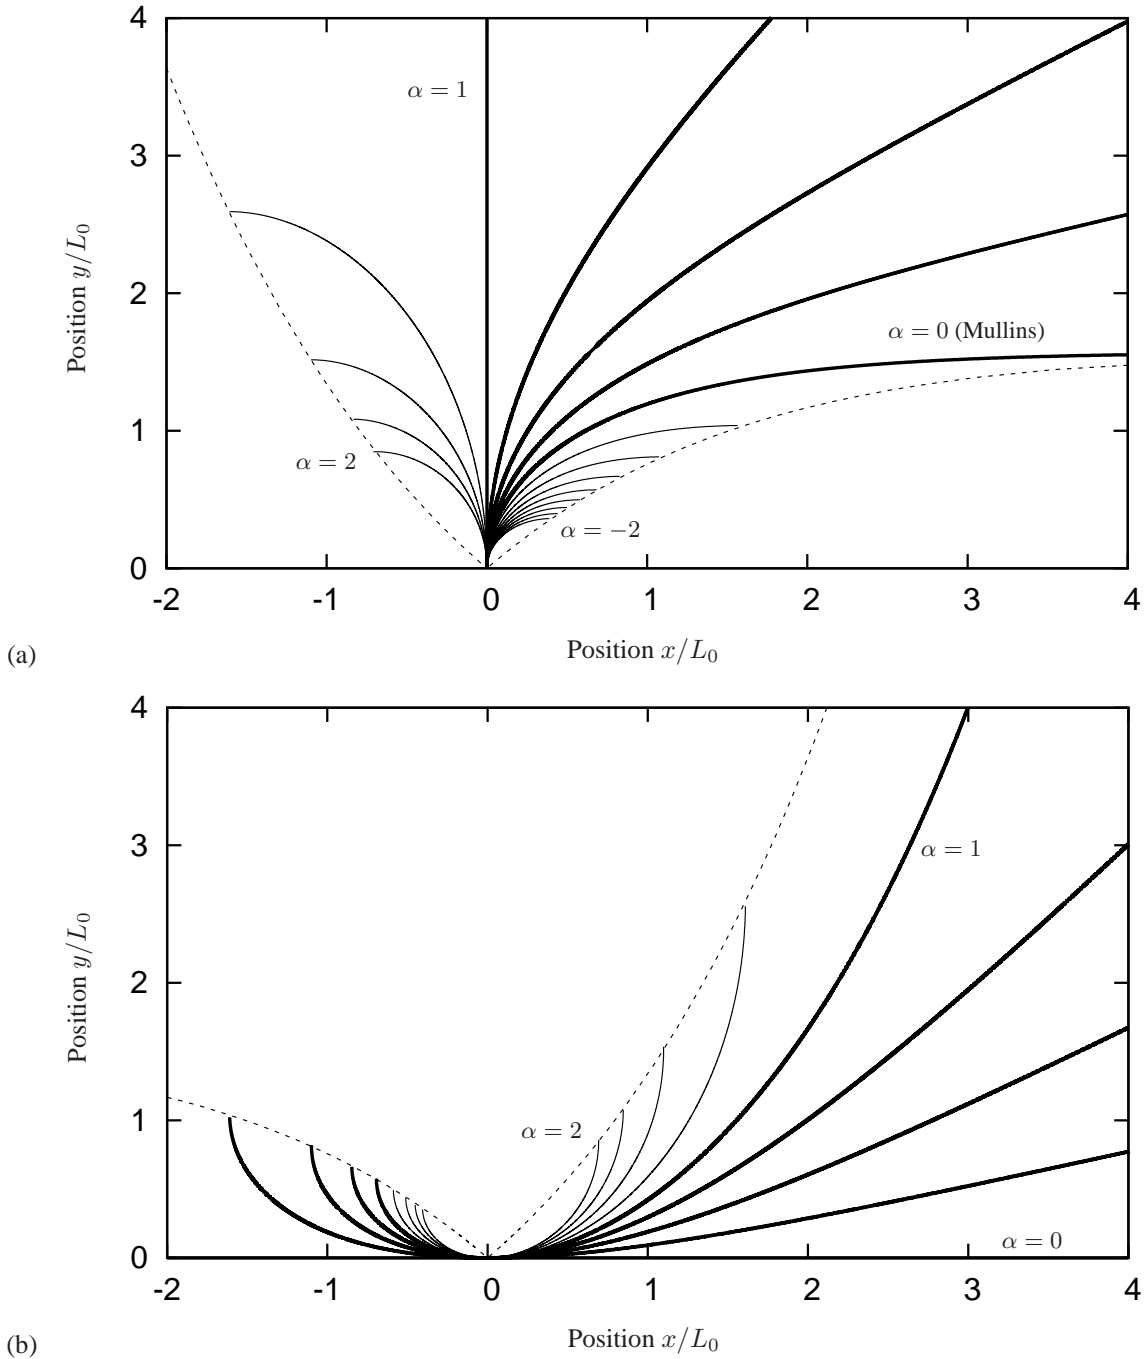 4
α = 1
3
Position y/L₀
2
α = 0 (Mullins)
1
α = 2
α = −2
0
-2 -1 0 1 2 3 4
(a)
Position x/L₀
4
3
α = 1
Position y/L₀
2
1
α = 2
α = 0
0
-2 -1 0 1 2 3 4
(b)
Position x/L₀